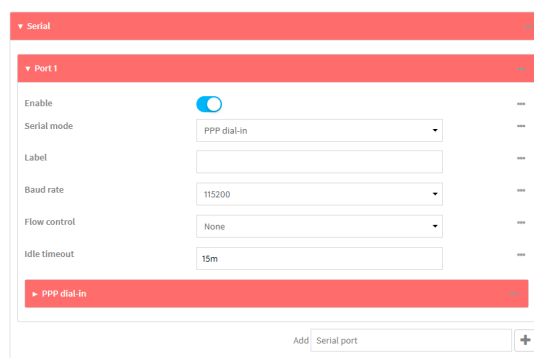 Serial
Port 1
Enable
Serial mode PPP dial-in
Label
Baud rate 115200
Flow control None
Idle timeout 15m
PPP dial-in
Add Serial port